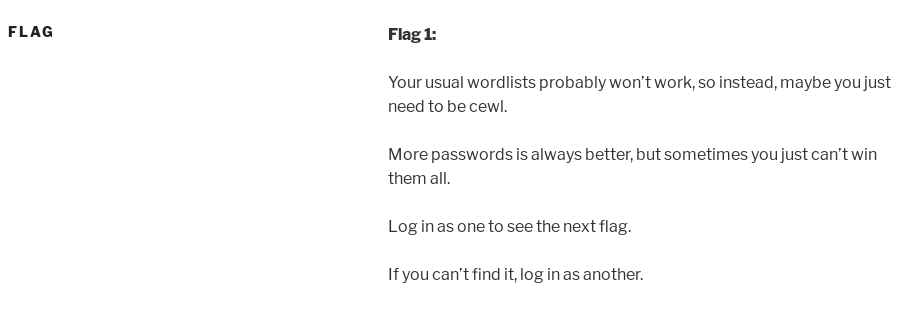 FLAG
Flag 1:
Your usual wordlists probably won’t work, so instead, maybe you just
need to be cewl.
More passwords is always better, but sometimes you just can’t win
them all.
Log in as one to see the next flag.
If you can’t find it, log in as another.